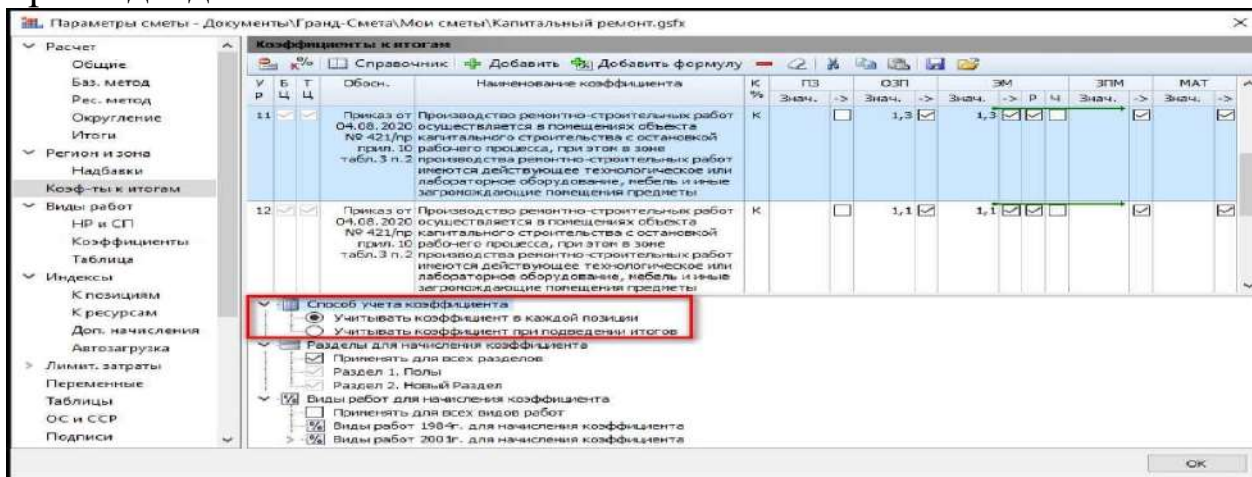 Параметры сметы - Документы\Гранд-Смета\Мои сметы\Капитальный ремонт.gsfx
Расчет
Общие
Баз. метод
Рес. метод
Округление
Итоги
Регион и зона
Надбавки
Коэф-ты к итогам
Виды работ
НР и СП
Коэффициенты
Таблица
Индексы
К позициям
К ресурсам
Доп. начисления
Автозагрузка
Лимит. затраты
Переменные
Таблицы
ОС и ССР
Подписи
Коэффициенты к итогам
Справочник Добавить Добавить формулу
У Р Б Ц Т Ц Обосн. Наименование коэффициента К % ПЗ ОЗП ЭМ ЗПМ МАТ
Знач. -> Знач. -> Знач. -> Р Ч Знач. -> Знач. ->
11 Приказ от Производство ремонтно-строительных работ К 1,3 1,3
04.08.2020 осуществляется в помещениях объекта
№ 421/пр капитального строительства с остановкой
прил. 10 рабочего процесса, при этом в зоне
табл. 3 п. 2 производства ремонтно-строительных работ
имеются действующее технологическое или
лабораторное оборудование, мебель и иные
загромождающие помещения предметы
12 Приказ от Производство ремонтно-строительных работ К 1,1 1,1
04.08.2020 осуществляется в помещениях объекта
№ 421/пр капитального строительства с остановкой
прил. 10 рабочего процесса, при этом в зоне
табл. 3 п. 2 производства ремонтно-строительных работ
имеются действующее технологическое или
лабораторное оборудование, мебель и иные
загромождающие помещения предметы
Способ учета коэффициента
Учитывать коэффициент в каждой позиции
Учитывать коэффициент при подведении итогов
Разделы для начисления коэффициента
Применять для всех разделов
Раздел 1. Полы
Раздел 2. Новый Раздел
Виды работ для начисления коэффициента
Применять для всех видов работ
Виды работ 1984г. для начисления коэффициента
Виды работ 2001г. для начисления коэффициента
ОК